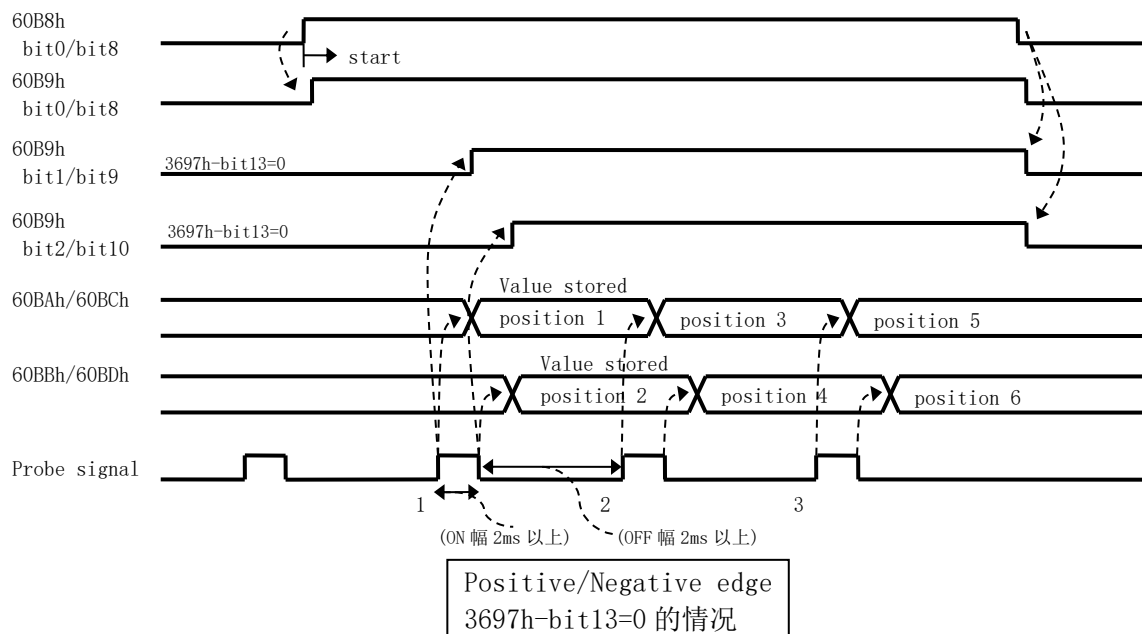 60B8h
bit0/bit8
start
60B9h
bit0/bit8
60B9h
bit1/bit9
3697h-bit13=0
60B9h
bit2/bit10
3697h-bit13=0
60BAh/60BCh
Value stored
position 1
position 3
position 5
60BBh/60BDh
Value stored
position 2
position 4
position 6
Probe signal
1
2
3
(ON 幅 2ms 以上)
(OFF 幅 2ms 以上)
Positive/Negative edge
3697h-bit13=0 的情况